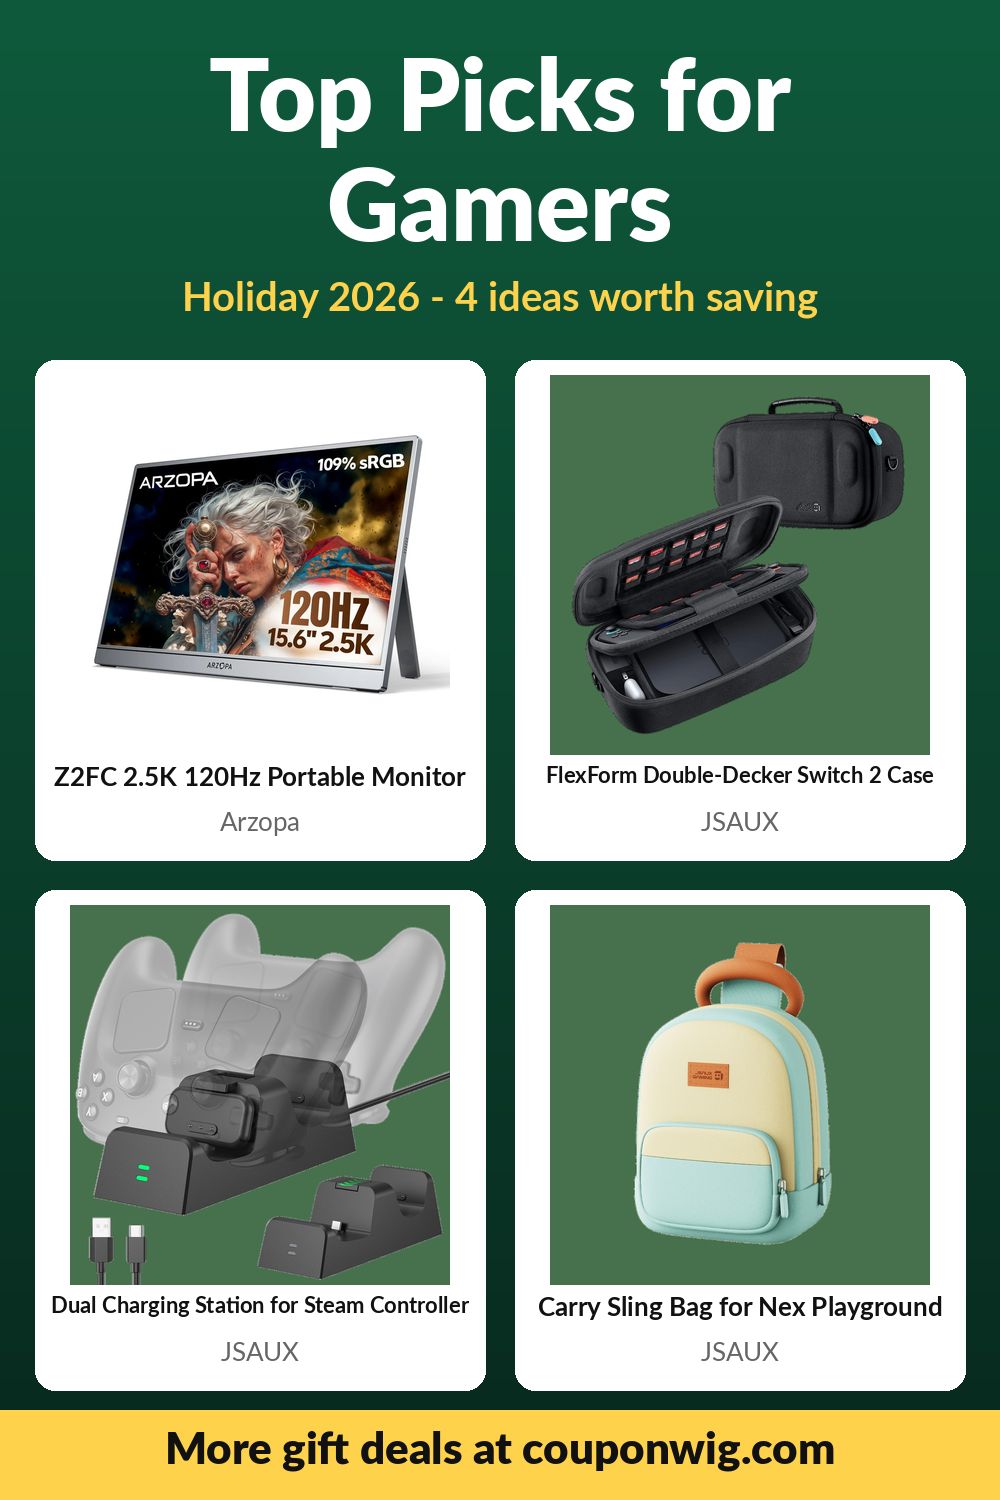 Top Picks for
Gamers
Holiday 2026 - 4 ideas worth saving
ARZOPA
109% sRGB
120Hz
15.6" 2.5K
ARZOPA
Z2FC 2.5K 120Hz Portable Monitor
Arzopa
FlexForm Double-Decker Switch 2 Case
JSAUX
Dual Charging Station for Steam Controller
JSAUX
JSAUX
GAMING
Carry Sling Bag for Nex Playground
JSAUX
More gift deals at couponwig.com